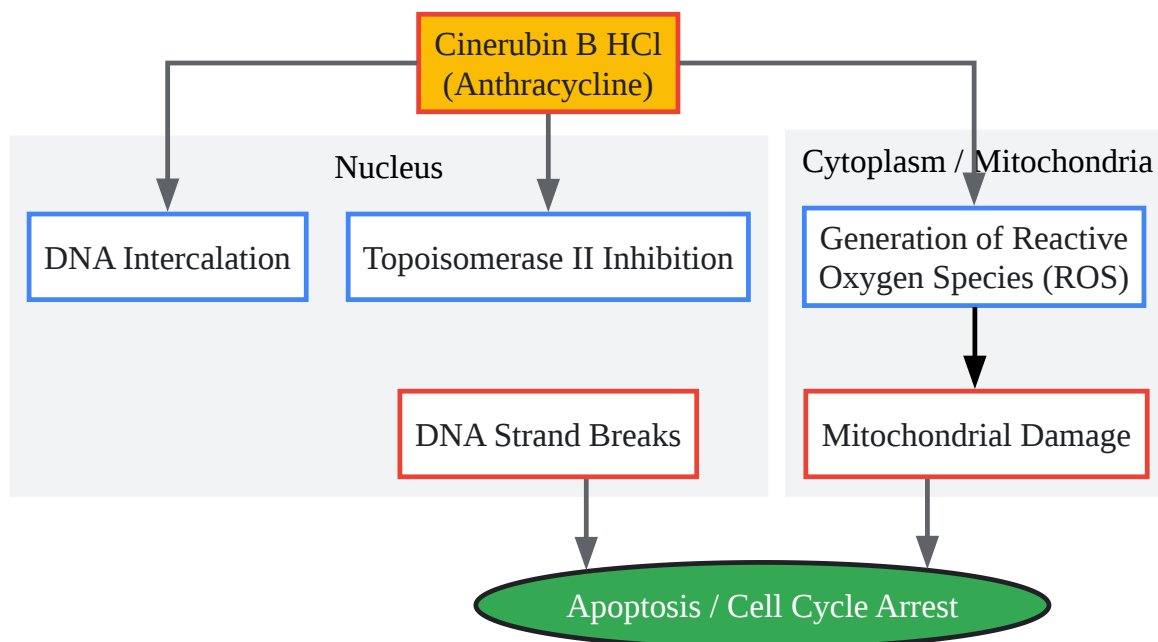 Cinerubin B HCl
(Anthracycline)
Nucleus
Cytoplasm / Mitochondria
DNA Intercalation
Topoisomerase II Inhibition
Generation of Reactive
Oxygen Species (ROS)
DNA Strand Breaks
Mitochondrial Damage
Apoptosis / Cell Cycle Arrest